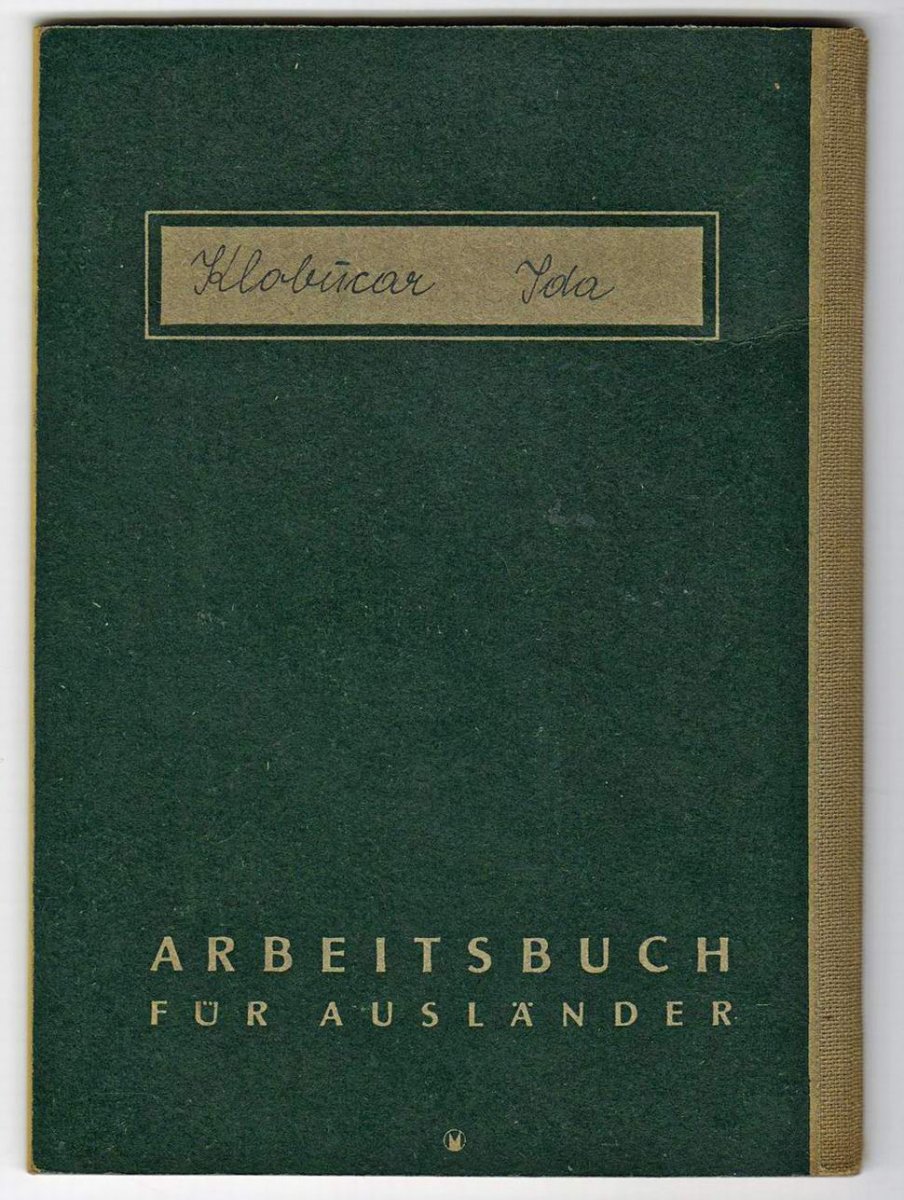 Klobučar Ida
ARBEITSBUCH
FÜR AUSLÄNDER
M